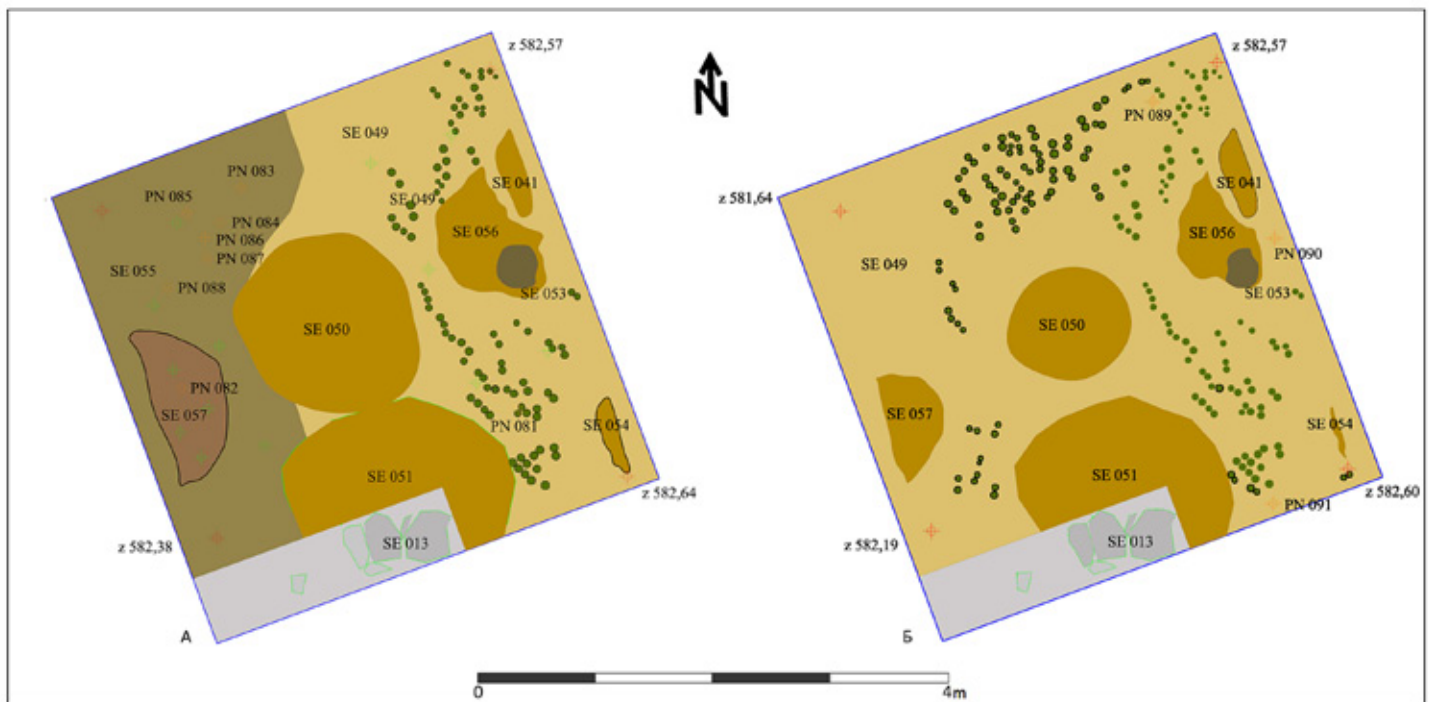 z 582,57
SE 049
PN 083
SE 041
PN 085
SE 049
PN 084
SE 056
PN 086
PN 087
SE 055
PN 088
SE 053
SE 050
PN 082
SE 057
PN 081
SE 054
SE 051
z 582,64
z 582,38
SE 013
А
N
z 582,57
PN 089
SE 041
z 581,64
SE 056
PN 090
SE 049
SE 053
SE 050
SE 057
SE 054
SE 051
z 582,60
PN 091
z 582,19
SE 013
Б
0
4m